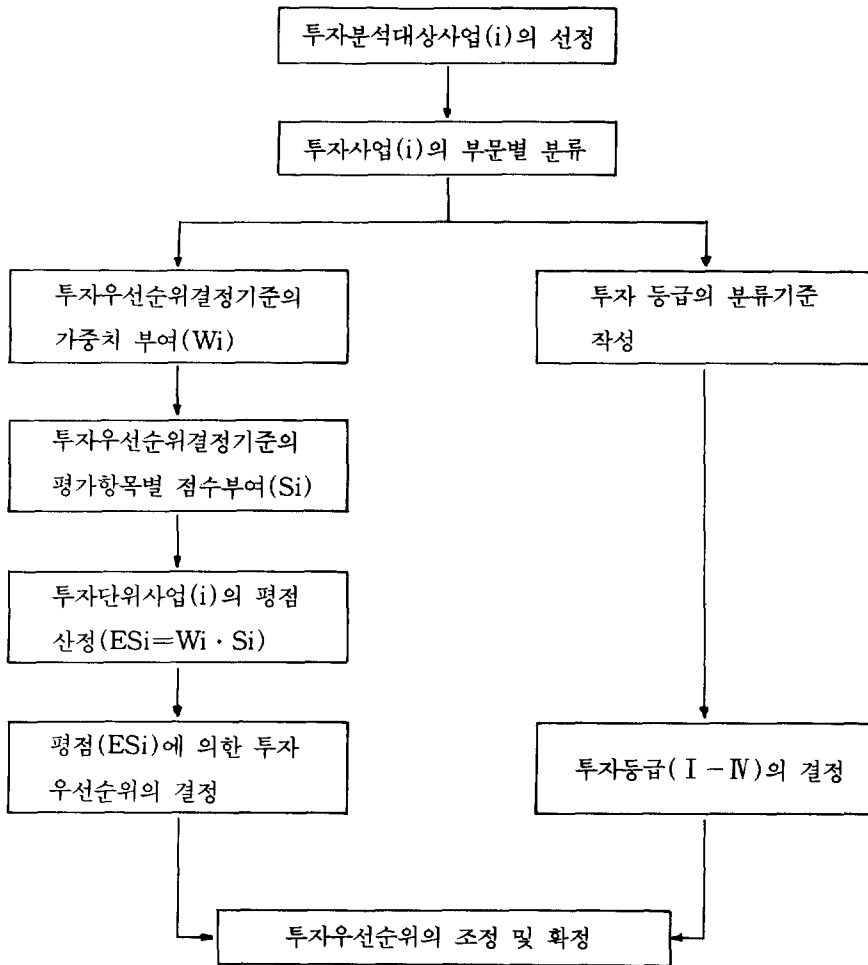 투자분석대상사업(i)의 선정
투자사업(i)의 부문별 분류
투자우선순위결정기준의
가중치 부여(Wi)
투자우선순위결정기준의
평가항목별 점수부여(Si)
투자단위사업(i)의 평점
산정(ESi=Wi · Si)
평점(ESi)에 의한 투자
우선순위의 결정
투자 등급의 분류기준
작성
투자등급(Ⅰ-Ⅳ)의 결정
투자우선순위의 조정 및 확정